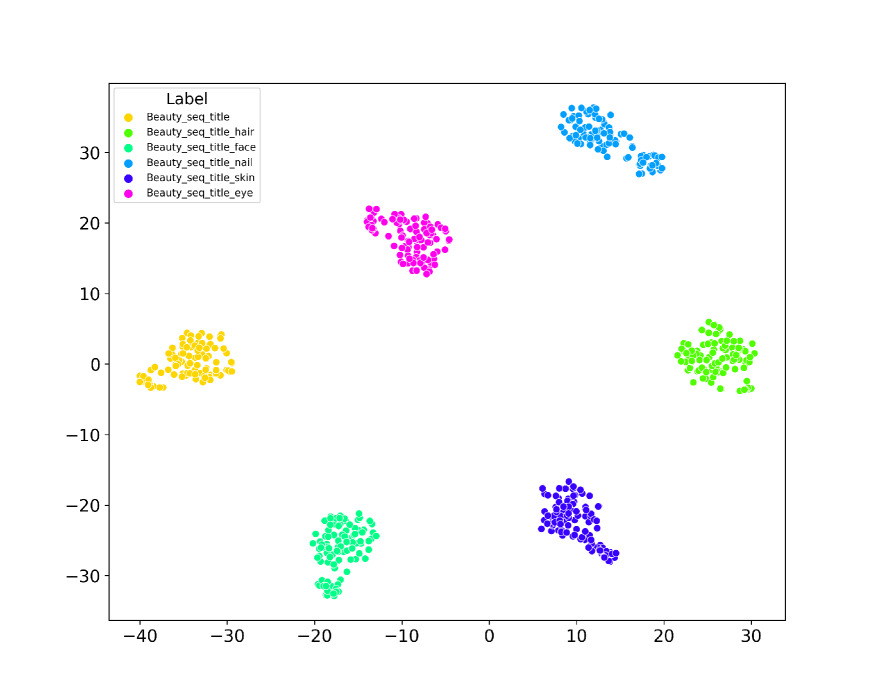 Label
Beauty_seq_title
Beauty_seq_title_hair
Beauty_seq_title_face
Beauty_seq_title_nail
Beauty_seq_title_skin
Beauty_seq_title_eye
30
20
10
0
−10
−20
−30
−40 −30 −20 −10 0 10 20 30